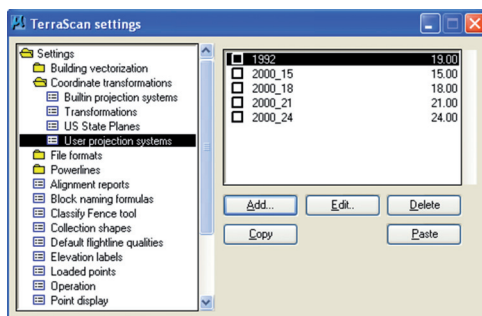 TerraScan settings
Settings
Building vectorization
Coordinate transformations
Builtin projection systems
Transformations
US State Planes
User projection systems
File formats
Powerlines
Alignment reports
Block naming formulas
Classify Fence tool
Collection shapes
Default flightline qualities
Elevation labels
Loaded points
Operation
Point display
1992 19.00
2000_15 15.00
2000_18 18.00
2000_21 21.00
2000_24 24.00
Add... Edit.. Delete
Copy Paste